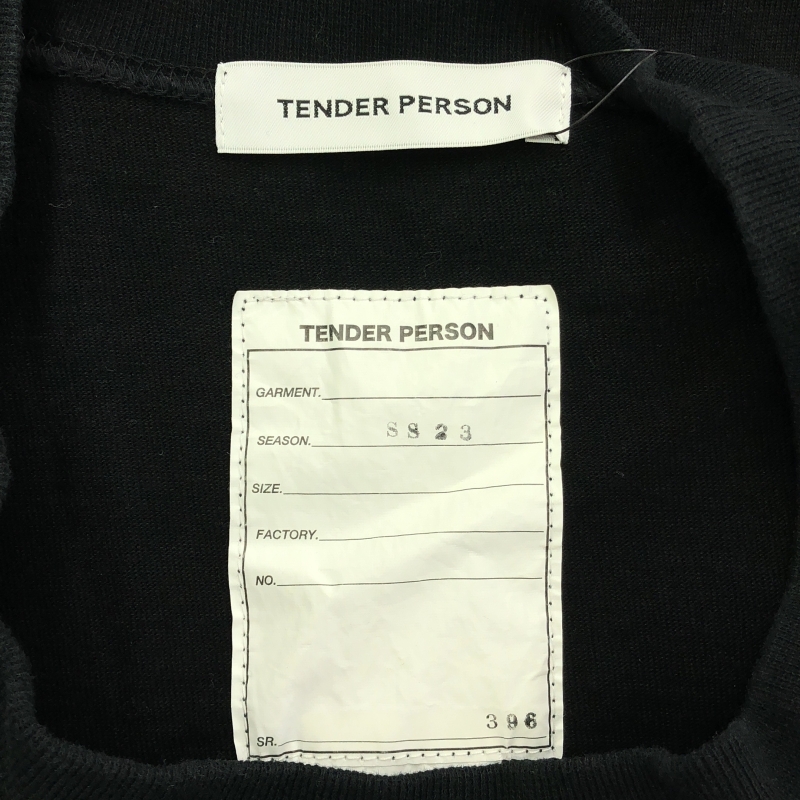 TENDER PERSON
TENDER PERSON
GARMENT.
SEASON. SS23
SIZE.
FACTORY.
NO.
SR. 396